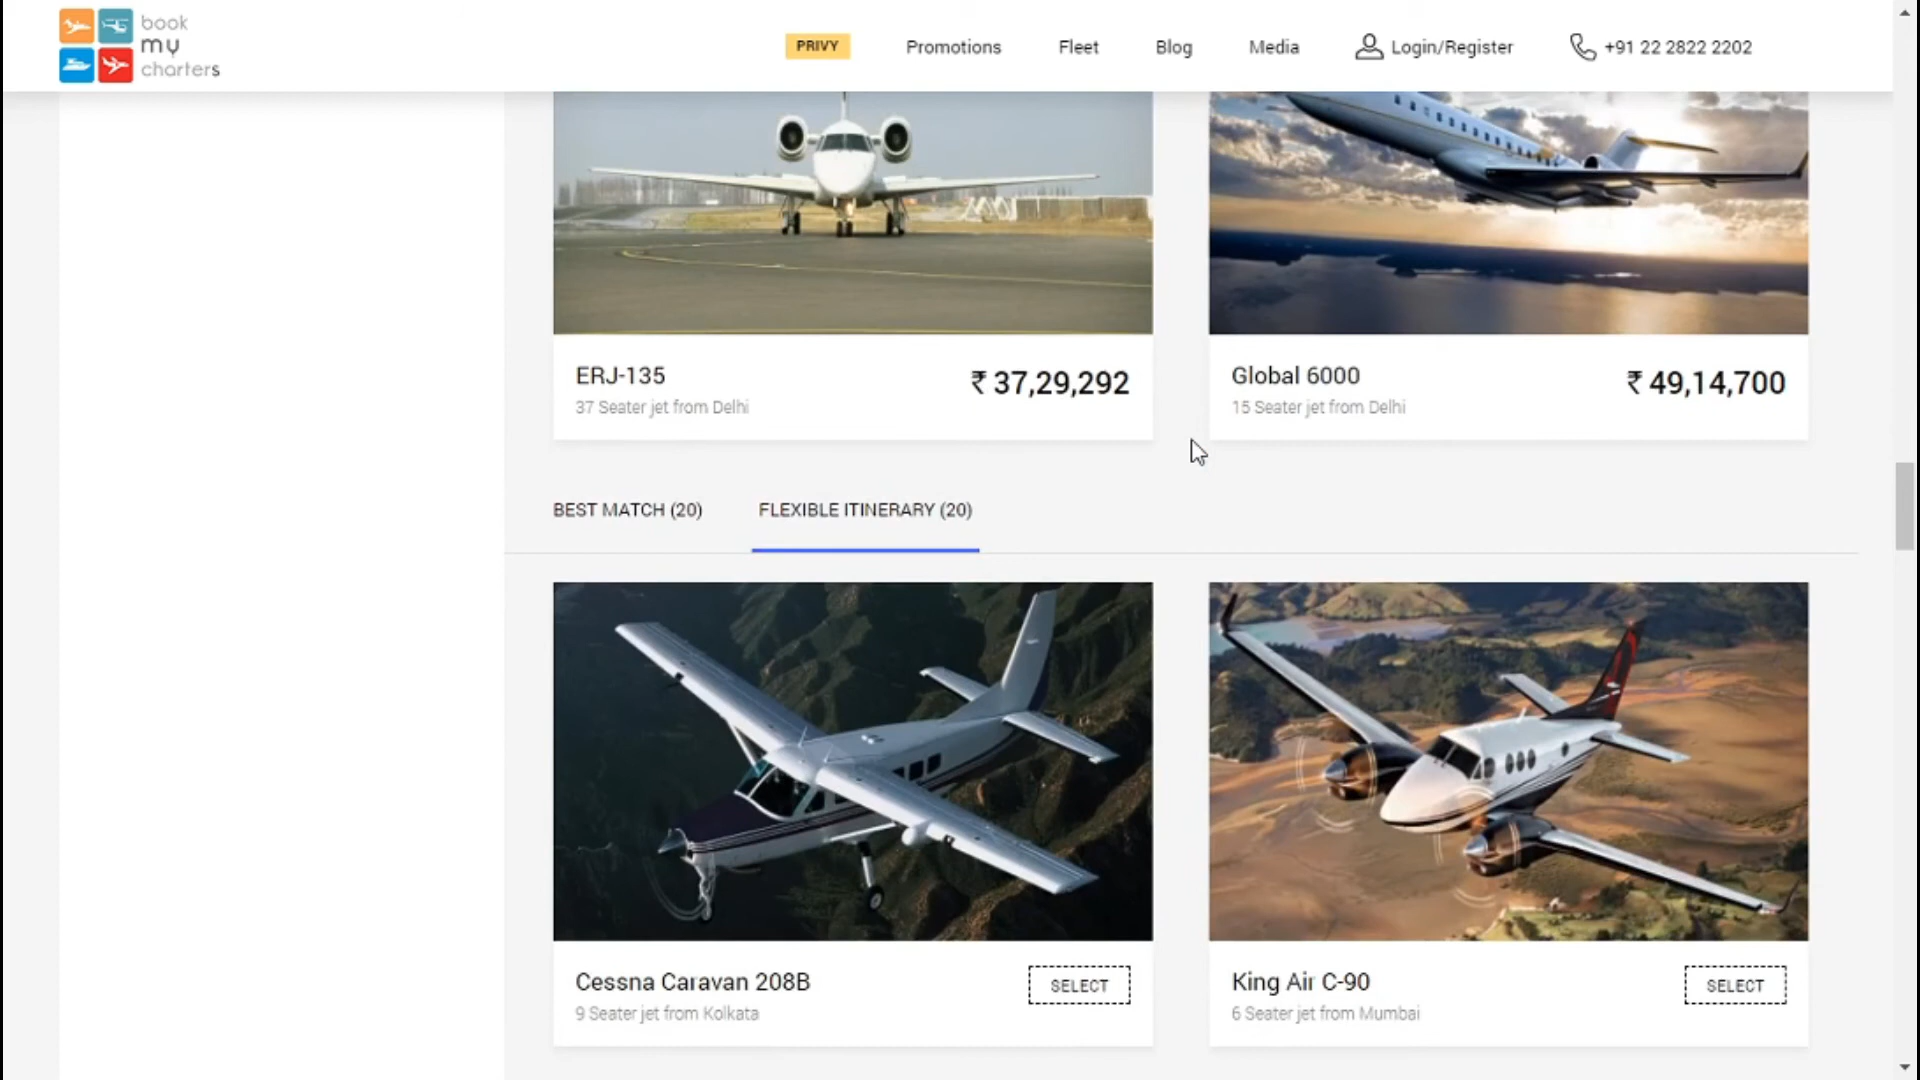 book
my
charters
PRIVY
Promotions
Fleet
Blog
Media
Login/Register
+91 22 2822 2202
ERJ-135
₹ 37,29,292
37 Seater jet from Delhi
Global 6000
₹ 49,14,700
15 Seater jet from Delhi
BEST MATCH (20)
FLEXIBLE ITINERARY (20)
Cessna Caravan 208B
SELECT
9 Seater jet from Kolkata
King Air C-90
SELECT
6 Seater jet from Mumbai